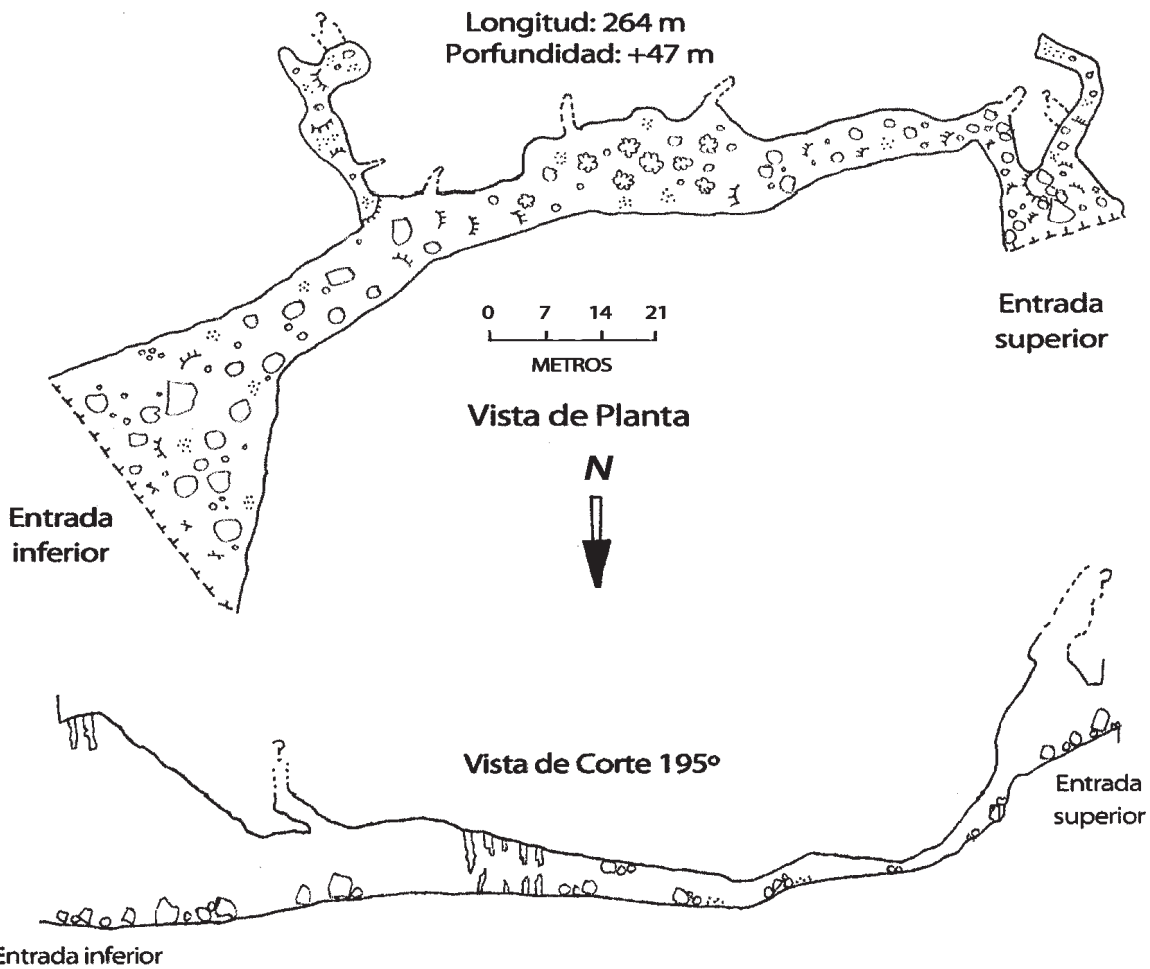 Longitud: 264 m
Porfundidad: +47 m
?
?
Entrada
superior
0 7 14 21
METROS
Vista de Planta
N
Entrada
inferior
?
?
Vista de Corte 195º
Entrada
superior
Entrada inferior